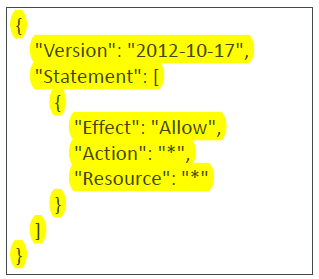 {
"Version": "2012-10-17",
"Statement": [
{
"Effect": "Allow",
"Action": "*",
"Resource": "*"
}
]
}